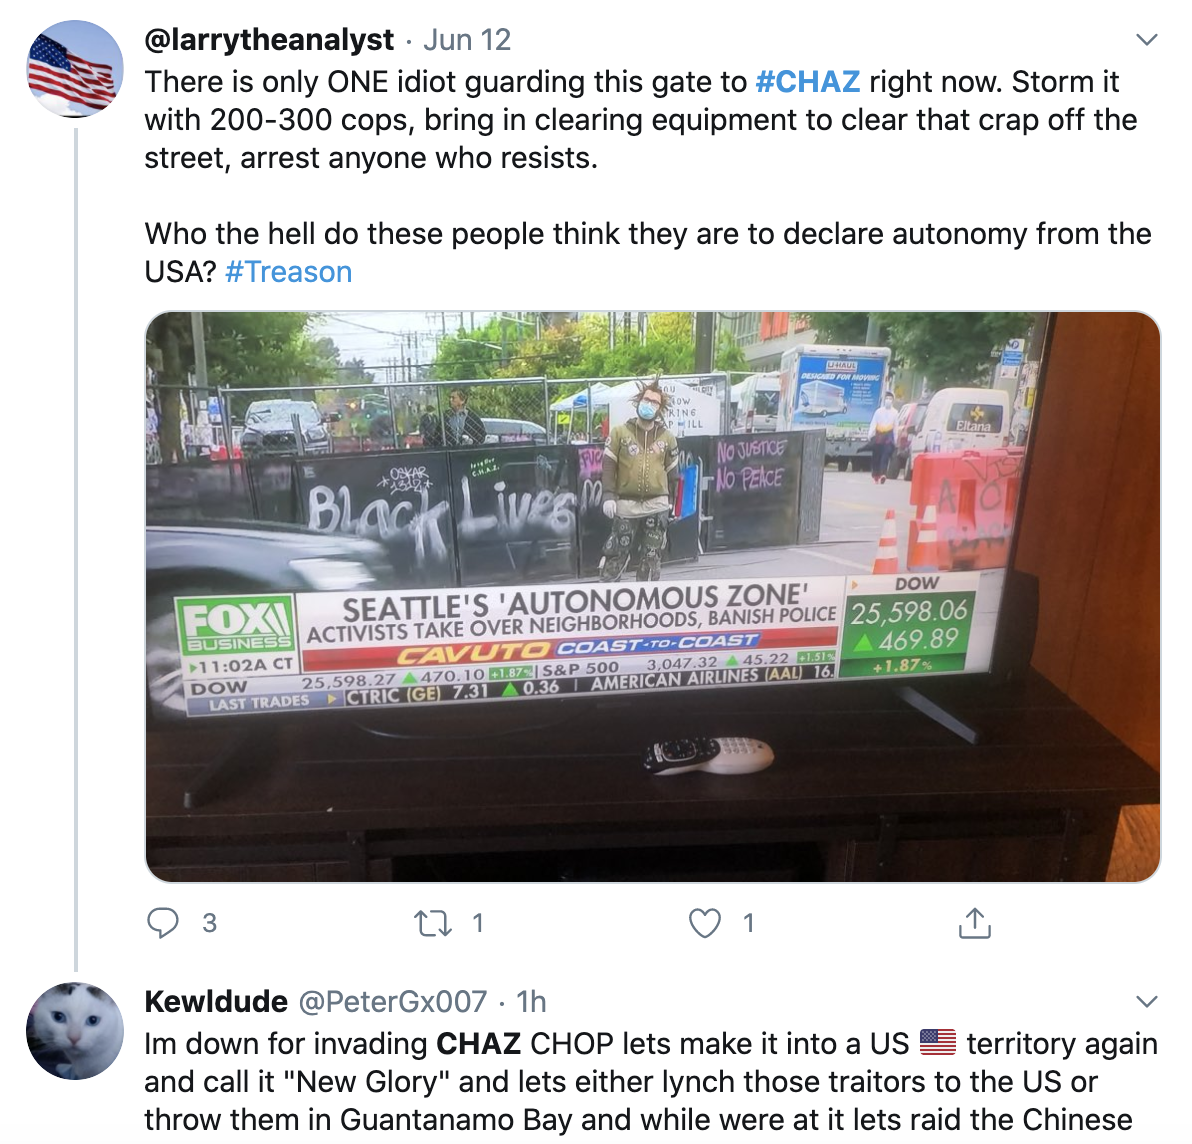 @larrytheanalyst · Jun 12
There is only ONE idiot guarding this gate to #CHAZ right now. Storm it
with 200-300 cops, bring in clearing equipment to clear that crap off the
street, arrest anyone who resists.
Who the hell do these people think they are to declare autonomy from the
USA? #Treason
U-HAUL
DESIGNED FOR MOVING
Eltana
NO JUSTICE
NO PEACE
OSKAR
1312
Black Lives M
SEATTLE'S 'AUTONOMOUS ZONE'
ACTIVISTS TAKE OVER NEIGHBORHOODS, BANISH POLICE
CAVUTO COAST-TO-COAST
FOX
BUSINESS
11:02A CT
DOW
25,598.06
469.89
+1.87%
DOW 25,598.27 470.10 +1.87% S&P 500 3,047.32 45.22 +1.51%
LAST TRADES CTRIC (GE) 7.31 0.36 AMERICAN AIRLINES (AAL) 16.
3 1 1
Kewldude @PeterGx007 · 1h
Im down for invading CHAZ CHOP lets make it into a US 🇺🇸 territory again
and call it "New Glory" and lets either lynch those traitors to the US or
throw them in Guantanamo Bay and while were at it lets raid the Chinese